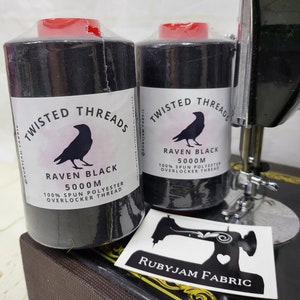 TWISTED THREADS
RAVEN BLACK
5000M
100% SPUN POLYESTER
OVERLOCKER THREAD
TWISTED THREADS
RAVEN BLACK
5000M
100% SPUN POLYESTER
OVERLOCKER THREAD
RUBYJAM FABRIC